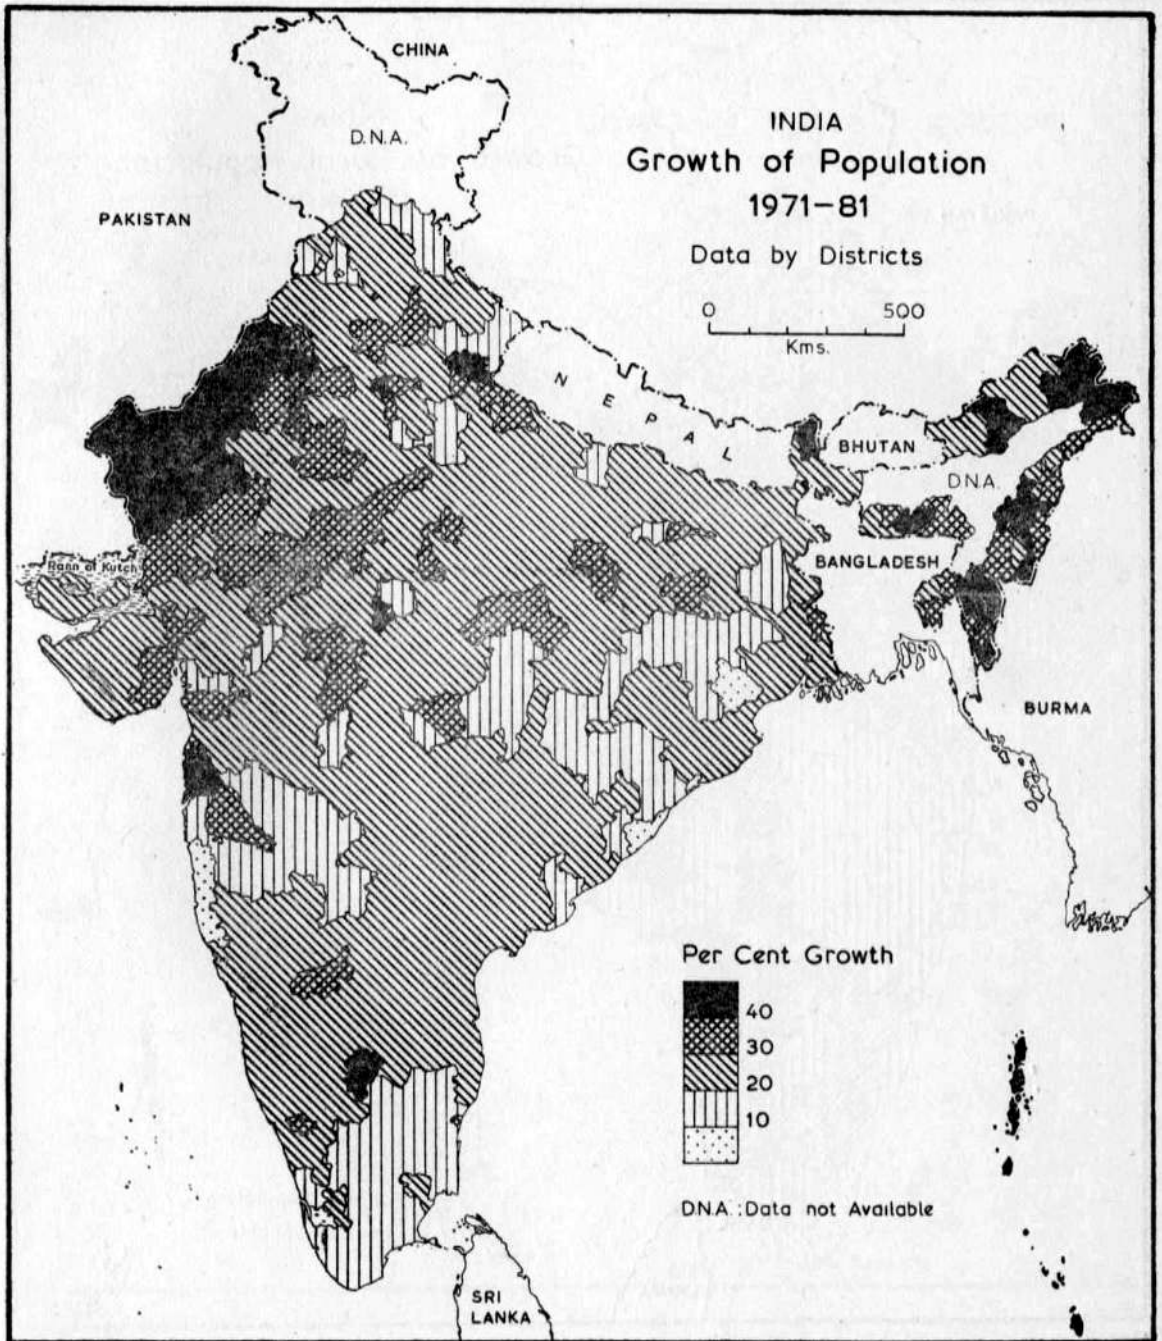 CHINA
D.N.A.
INDIA
Growth of Population
1971-81
Data by Districts
PAKISTAN
0 500
Kms.
NEPAL
BHUTAN
D.N.A.
BANGLADESH
Rann of Kutch
BURMA
Per Cent Growth
40
30
20
10
D.N.A.: Data not Available
SRI
LANKA